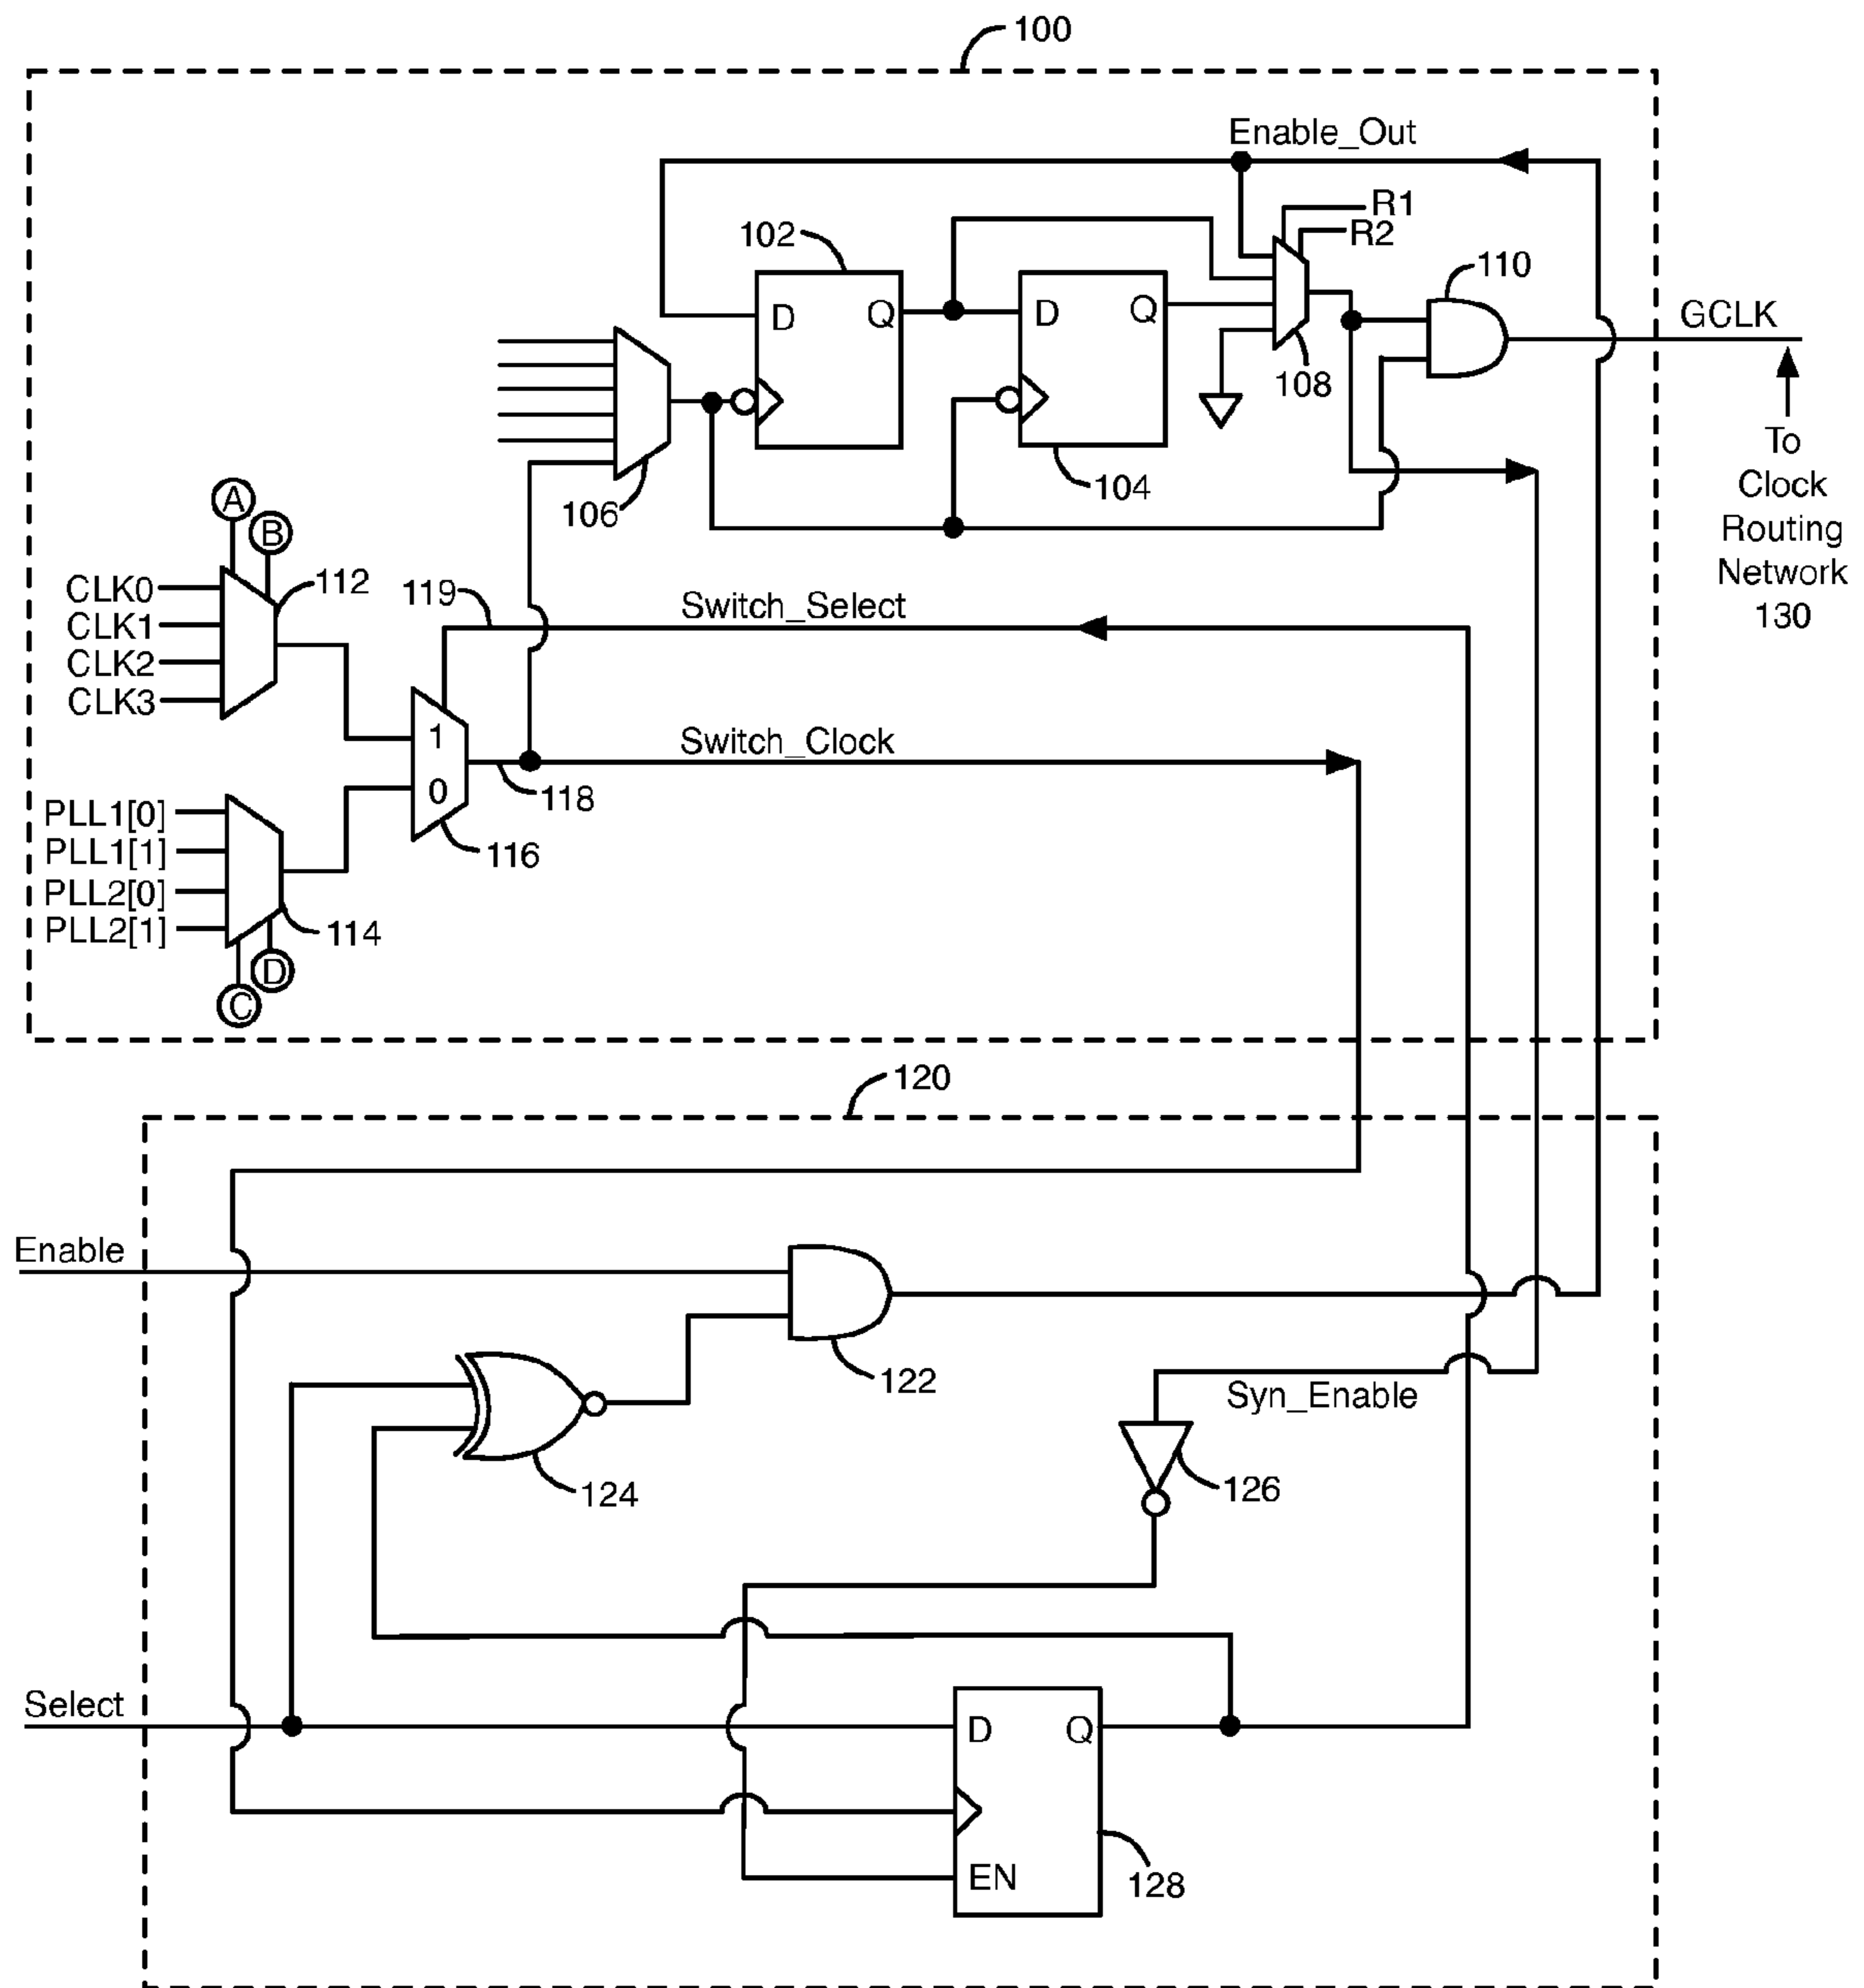 100
Enable_Out
R1
R2
102
110
D
Q
D
Q
GCLK
108
To
Clock
Routing
Network
130
104
106
A
B
CLK0
CLK1
CLK2
CLK3
112
119
Switch_Select
1
0
Switch_Clock
118
116
PLL1[0]
PLL1[1]
PLL2[0]
PLL2[1]
114
D
C
120
Enable
122
Syn_Enable
124
126
Select
D
Q
EN
128